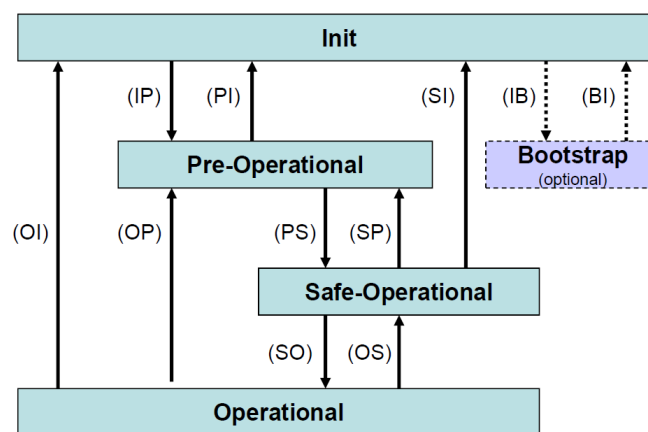 Init
(IP)
(PI)
(SI)
(IB)
(BI)
Pre-Operational
Bootstrap
(optional)
(OI)
(OP)
(PS)
(SP)
Safe-Operational
(SO)
(OS)
Operational